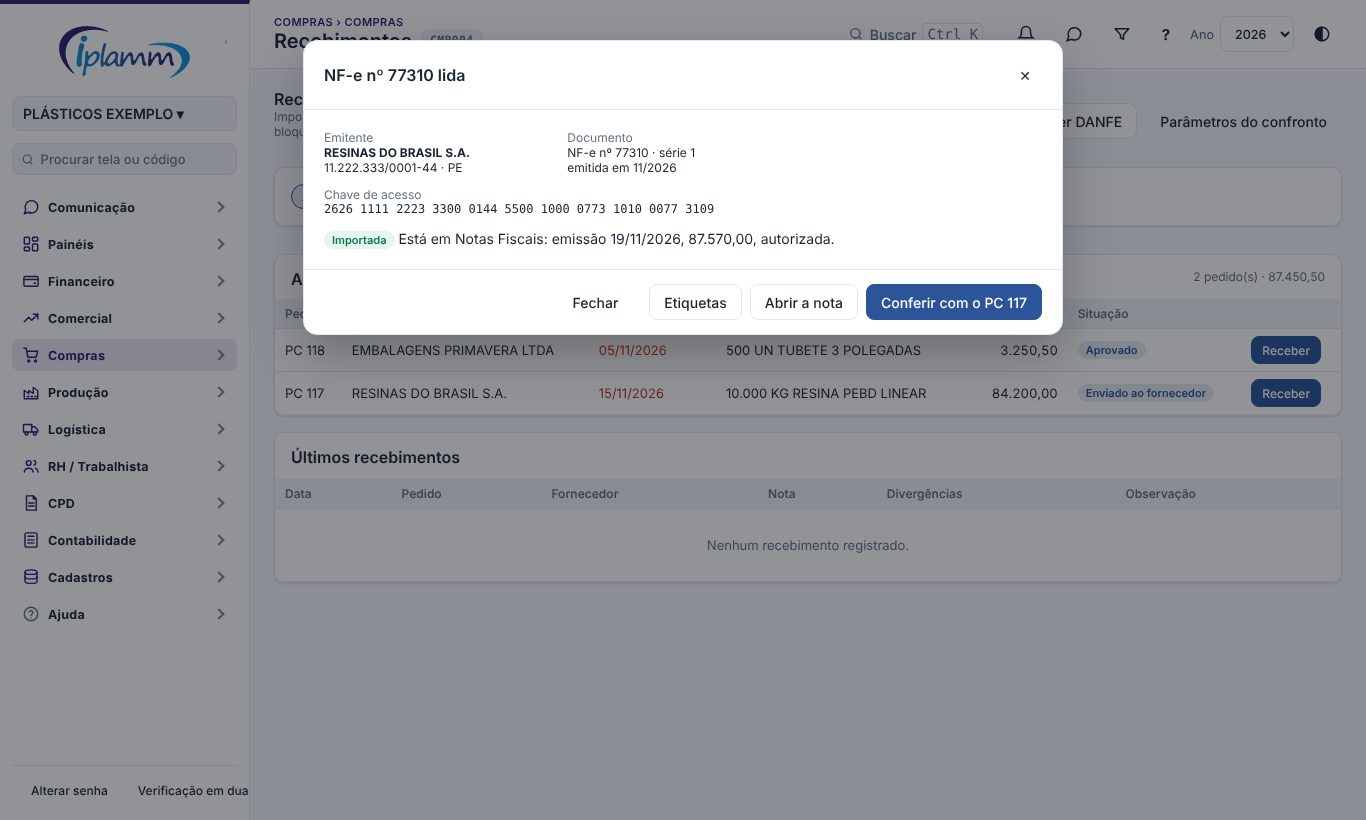 iplamm
PLÁSTICOS EXEMPLO ▾
Procurar tela ou código
Comunicação
Painéis
Financeiro
Comercial
Compras
Produção
Logística
RH / Trabalhista
CPD
Contabilidade
Cadastros
Ajuda
Alterar senha
Verificação em dua
COMPRAS › COMPRAS
Recebimentos CMP004
Buscar Ctrl K
? Ano 2026
DANFE
Parâmetros do confronto
NF-e nº 77310 lida ×
Emitente
RESINAS DO BRASIL S.A.
11.222.333/0001-44 · PE
Documento
NF-e nº 77310 · série 1
emitida em 11/2026
Chave de acesso
2626 1111 2223 3300 0144 5500 1000 0773 1010 0077 3109
Importada Está em Notas Fiscais: emissão 19/11/2026, 87.570,00, autorizada.
Fechar Etiquetas Abrir a nota Conferir com o PC 117
2 pedido(s) · 87.450,50
Situação
PC 118 EMBALAGENS PRIMAVERA LTDA 05/11/2026 500 UN TUBETE 3 POLEGADAS 3.250,50 Aprovado Receber
PC 117 RESINAS DO BRASIL S.A. 15/11/2026 10.000 KG RESINA PEBD LINEAR 84.200,00 Enviado ao fornecedor Receber
Últimos recebimentos
Data Pedido Fornecedor Nota Divergências Observação
Nenhum recebimento registrado.